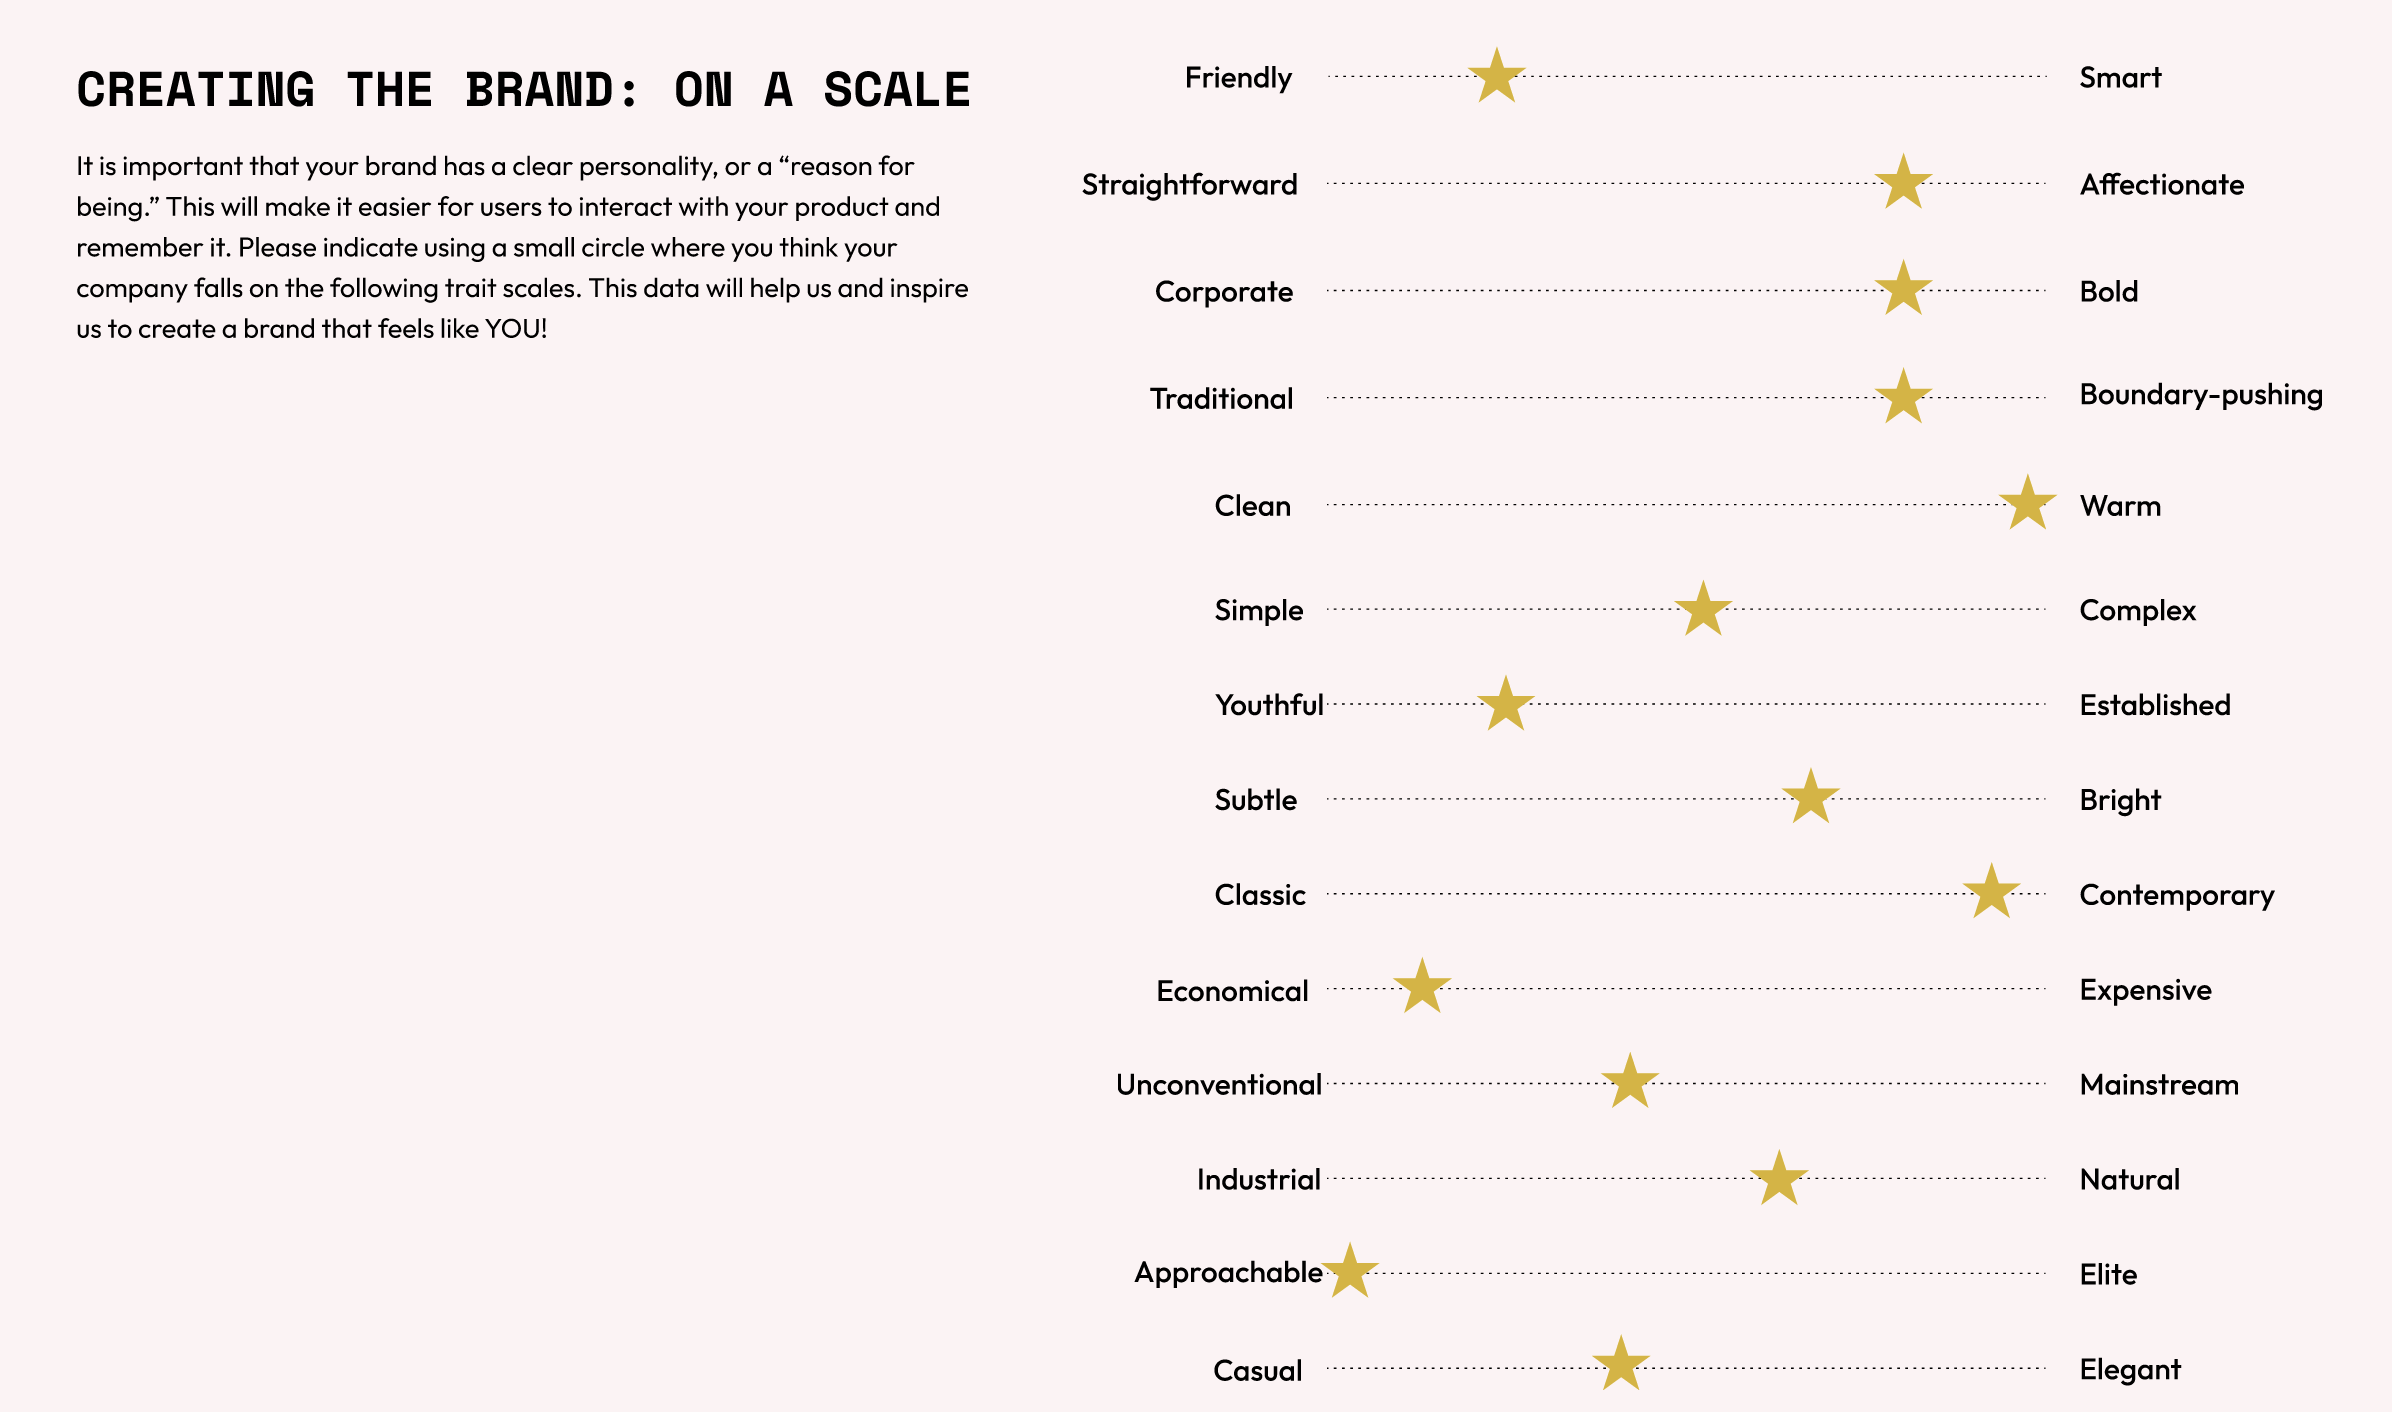 CREATING THE BRAND: ON A SCALE
It is important that your brand has a clear personality, or a “reason for
being.” This will make it easier for users to interact with your product and
remember it. Please indicate using a small circle where you think your
company falls on the following trait scales. This data will help us and inspire
us to create a brand that feels like YOU!
Friendly Smart
Straightforward Affectionate
Corporate Bold
Traditional Boundary-pushing
Clean Warm
Simple Complex
Youthful Established
Subtle Bright
Classic Contemporary
Economical Expensive
Unconventional Mainstream
Industrial Natural
Approachable Elite
Casual Elegant